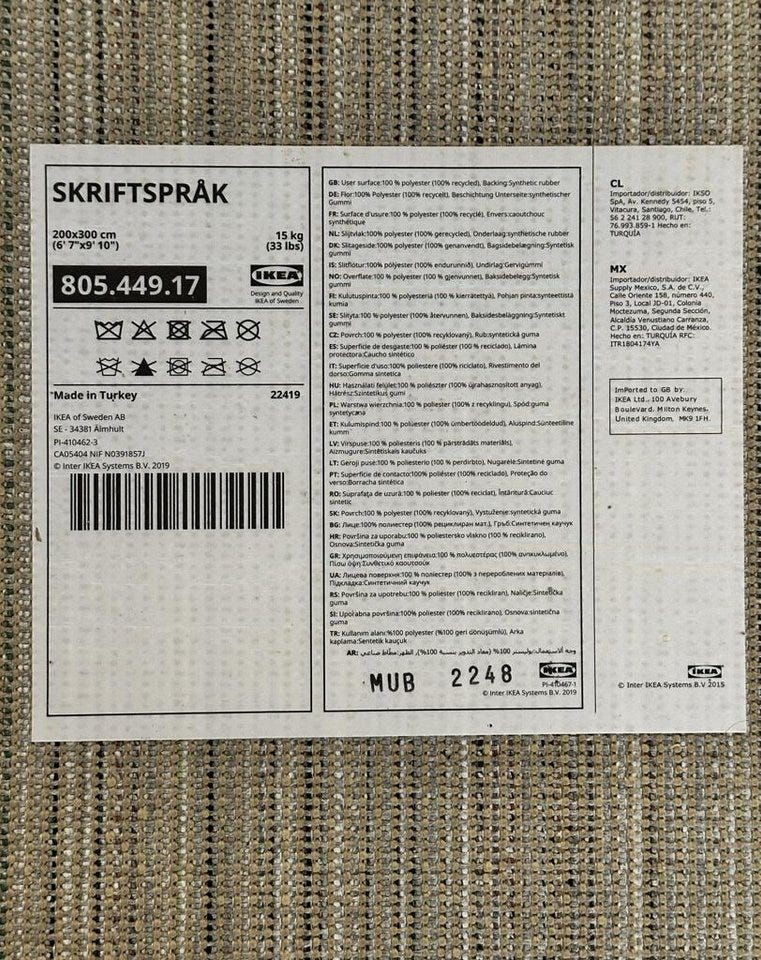 SKRIFTSPRÅK
200x300 cm
(6' 7"x9' 10")
15 kg
(33 lbs)
805.449.17
IKEA
Design and Quality
IKEA of Sweden
Made in Turkey
22419
IKEA of Sweden AB
SE - 34381 Älmhult
PI-410462-3
CA05404 NIF N0391857J
© Inter IKEA Systems B.V. 2019
GB: User surface:100 % polyester (100% recycled), Backing:Synthetic rubber
DE: Flor:100% Polyester (100% recycelt), Beschichtung Unterseite:synthetischer
Gummi
FR: Surface d'usure:100 % polyester (100% recyclé), Envers:caoutchouc
synthétique
NL: Slijtvlak:100% polyester (100% gerecycled), Onderlaag:synthetische rubber
DK: Slitageside:100% polyester (100% genanvendt), Bagsidebelægning:Syntetisk
gummi
IS: Slitflötur:100% pólýester (100% endurunnið), Undirlag:Gervigúmmí
NO: Overflate:100 % polyester (100 % gjenvunnet), Baksidebelegg:Syntetisk
gummi
FI: Kulutuspinta:100 % polyesteriä (100 % kierrätettyä), Pohjan pinta:synteettistä
kumia
SE: Slityta:100 % polyester (100% återvunnen), Baksidesbeläggning:Syntetiskt
gummi
CZ: Povrch:100 % polyester (100% recyklovaný), Rub:syntetická guma
ES: Superficie de desgaste:100 % poliéster (100 % reciclado), Lámina
protectora:Caucho sintético
IT: Superficie d'uso:100% poliestere (100% riciclato), Rivestimento del
dorso:Gomma sintetica
HU: Használati felület:100 % poliészter (100% újrahasznosított anyag),
Hátrész:Szintetikus gumi
PL: Warstwa wierzchnia:100 % poliester (100% z recyklingu), Spód:guma
syntetyczna
ET: Kulumispind:100 % polüester (100% ümbertöödeldud), Aluspind:Sünteetiline
kumm
LV: Virspuse:100 % poliesteris (100 % pārstrādāts materiāls),
Aizmugure:Sintētiskais kaučuks
LT: Geroji pusė:100 % poliesterio (100 % perdirbto), Nugarėlė:Sintetinė guma
PT: Superfície de contacto:100% poliéster (100% reciclado), Proteção do
verso:Borracha sintética
RO: Suprafaţa de uzură:100 % poliester (100% reciclat), Întăritură:Cauciuc
sintetic
SK: Povrch:100 % polyester (100% recyklovaný), Vystuženie:syntetická guma
BG: Лице:100% полиестер (100% рециклиран мат.), Гръб:Синтетичен каучук
HR: Površina za uporabu:100 % poliestersko vlakno (100 % reciklirano),
Osnova:Sintetička guma
GR: Χρησιμοποιούμενη επιφάνεια:100 % πολυεστέρας (100% ανακυκλωμένο),
Πίσω όψη:Συνθετικό καουτσούκ
UA: Лицева поверхня:100 % поліестер (100% з перероблених матеріалів),
Підкладка:Синтетичний каучук
RS: Površina za upotrebu:100 % poliester (100% recikliran), Naličje:Sintetička
guma
SI: Uporabna površina:100 % poliester (100% reciklirano), Osnova:sintetična
guma
TR: Kullanım alanı:%100 polyester (%100 geri dönüşümlü), Arka
kaplama:Sentetik kauçuk
AR: وجه الاستعمال:بوليستر 100% (معاد التدوير بنسبة 100%), الظهر:مطاط صناعي
MUB 2248
IKEA
PI-410467-1
© Inter IKEA Systems B.V. 2019
CL
Importador/distribuidor: IKSO
SpA, Av. Kennedy 5454, piso 5,
Vitacura, Santiago, Chile, Tel.:
56 2 241 28 900, RUT:
76.993.859-1 Hecho en:
TURQUÍA
MX
Importador/distribuidor: IKEA
Supply Mexico, S.A. de C.V.,
Calle Oriente 158, número 440,
Piso 3, Local JD-01, Colonia
Moctezuma, Segunda Sección,
Alcaldía Venustiano Carranza,
C.P. 15530, Ciudad de México.
Hecho en: TURQUÍA RFC:
ITR1804174YA
ImPorted to GB by:
IKEA Ltd., 100 Avebury
Boulevard, Milton Keynes,
United Kingdom, MK9 1FH.
IKEA
© Inter IKEA Systems B.V 2015